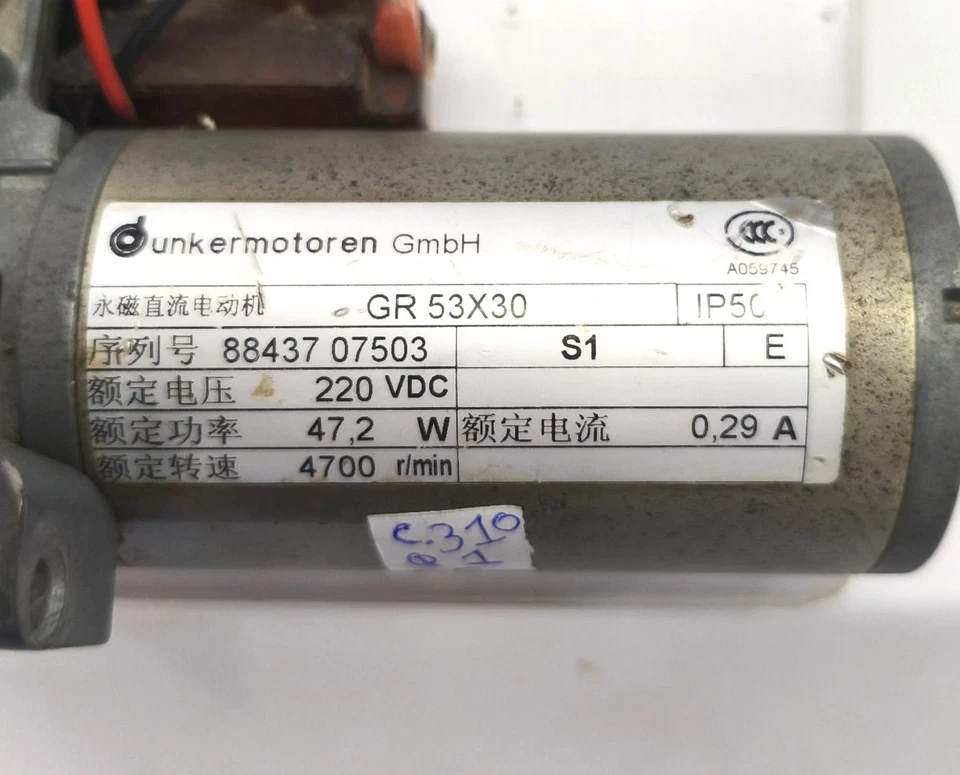 dunkermotoren GmbH
CCC
A059745
永磁直流电动机 GR 53X30 IP50
序列号 88437 07503 S1 E
额定电压 220 VDC
额定功率 47,2 W 额定电流 0,29 A
额定转速 4700 r/min
c.310